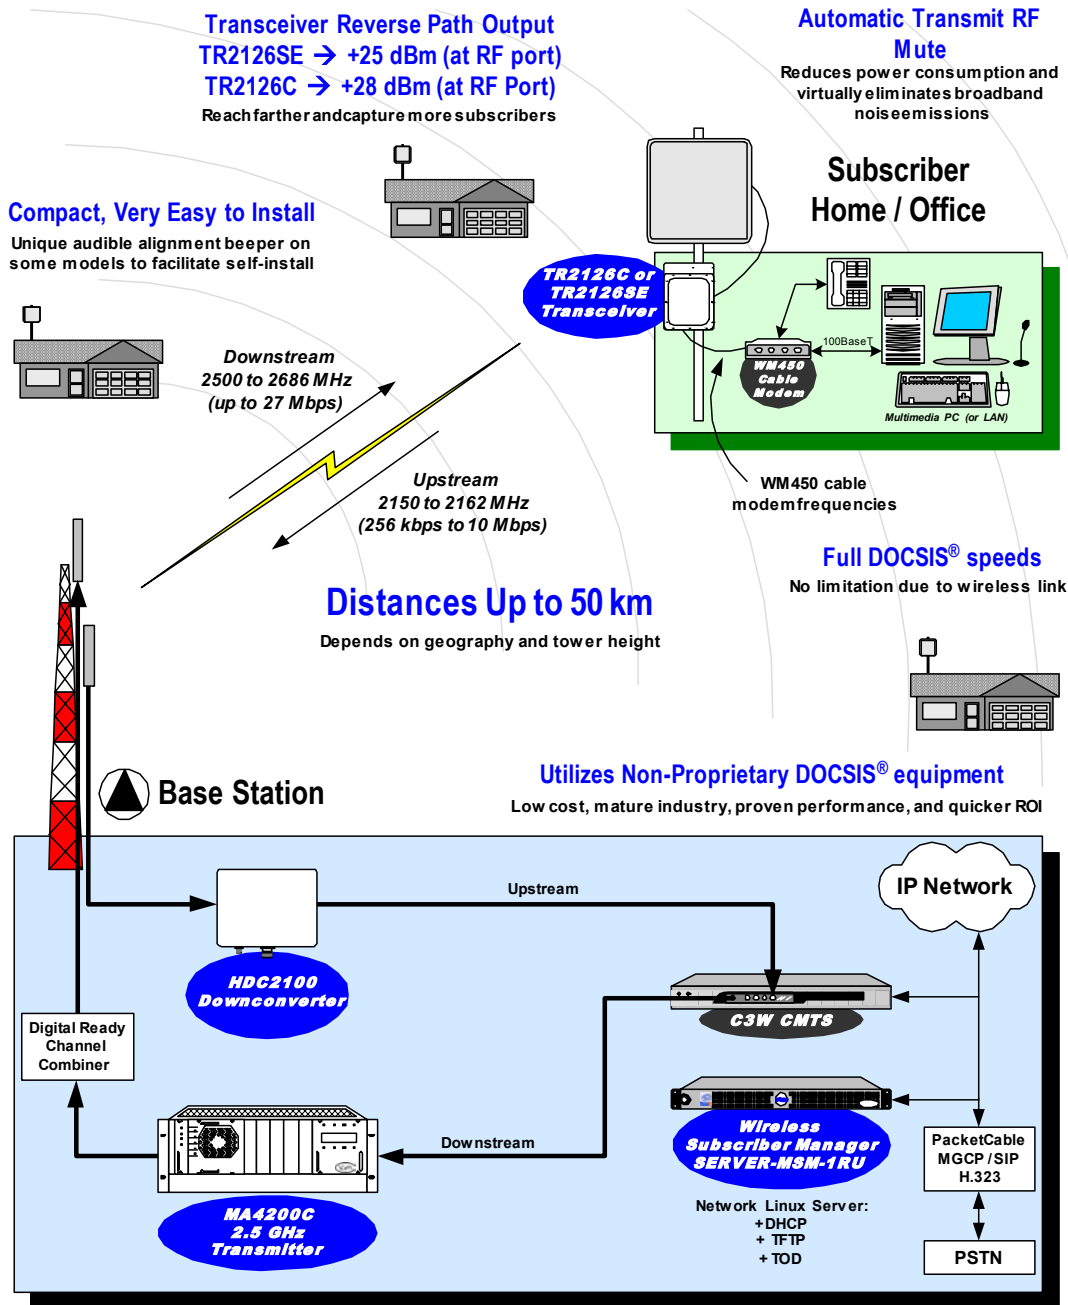 Transceiver Reverse Path Output
TR2126SE → +25 dBm (at RF port)
TR2126C → +28 dBm (at RF Port)
Reach farther and capture more subscribers
Automatic Transmit RF
Mute
Reduces power consumption and
virtually eliminates broadband
noise emissions
Compact, Very Easy to Install
Unique audible alignment beeper on
some models to facilitate self-install
Subscriber
Home / Office
TR2126C or
TR2126SE
Transceiver
100BaseT
WM450
Cable
Modem
Multimedia PC (or LAN)
Downstream
2500 to 2686 MHz
(up to 27 Mbps)
Upstream
2150 to 2162 MHz
(256 kbps to 10 Mbps)
WM450 cable
modem frequencies
Full DOCSIS® speeds
No limitation due to wireless link
Distances Up to 50 km
Depends on geography and tower height
Utilizes Non-Proprietary DOCSIS® equipment
Low cost, mature industry, proven performance, and quicker ROI
Base Station
Upstream
IP Network
HDC2100
Downconverter
C3W CMTS
Digital Ready
Channel
Combiner
Downstream
Wireless
Subscriber Manager
SERVER-MSM-1RU
PacketCable
MGCP / SIP
H.323
MA4200C
2.5 GHz
Transmitter
Network Linux Server:
+DHCP
+ TFTP
+ TOD
PSTN